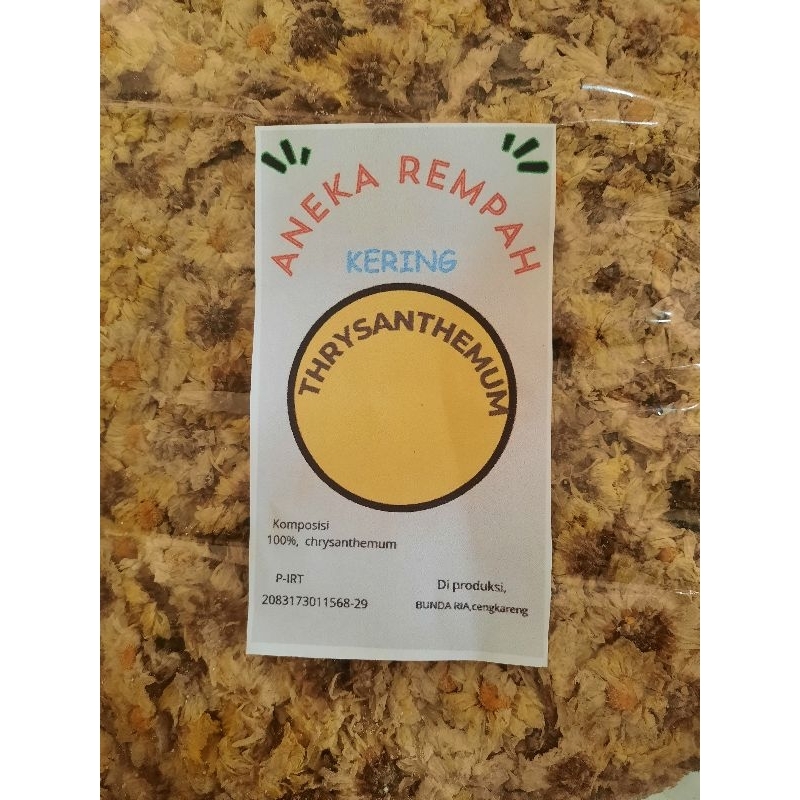 ANEKA REMPAH
KERING
THRYSANTHEMUM
Komposisi
100%, chrysanthemum
P-IRT
2083173011568-29
Di produksi,
BUNDA RIA,cengkareng